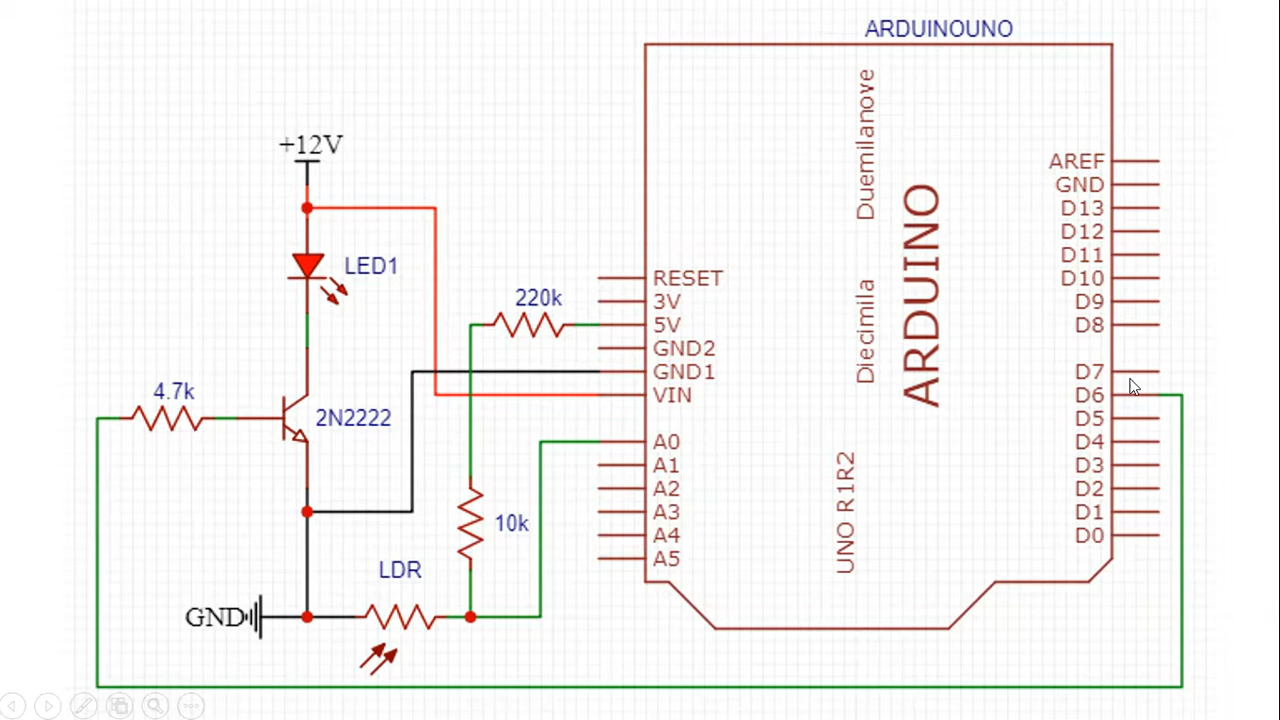 ARDUINOUNO
+12V
LED1
220k
4.7k
2N2222
10k
LDR
GND
RESET
3V
5V
GND2
GND1
VIN
A0
A1
A2
A3
A4
A5
Duemilanove
Diecimila
UNO R1R2
ARDUINO
AREF
GND
D13
D12
D11
D10
D9
D8
D7
D6
D5
D4
D3
D2
D1
D0